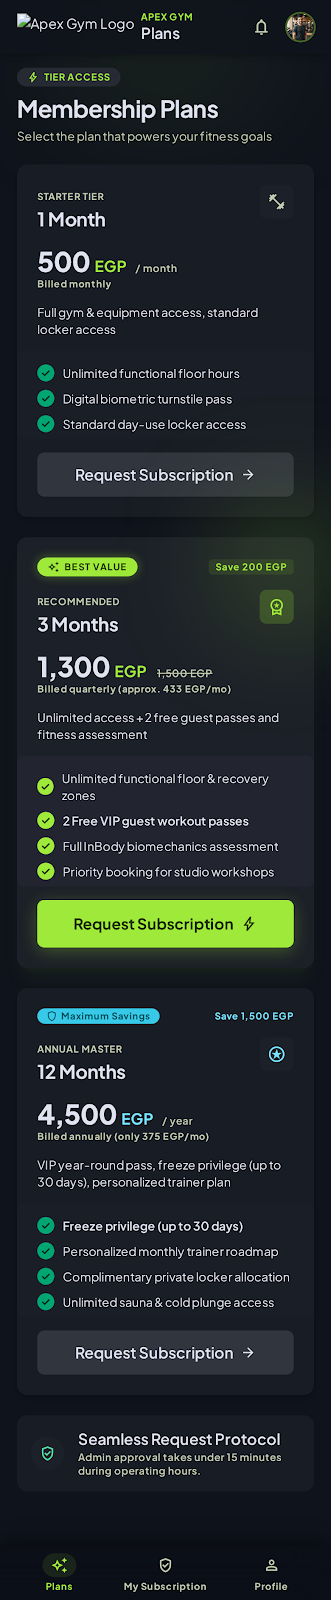 Apex Gym Logo
APEX GYM
Plans
TIER ACCESS
Membership Plans
Select the plan that powers your fitness goals
STARTER TIER
1 Month
500 EGP / month
Billed monthly
Full gym & equipment access, standard
locker access
Unlimited functional floor hours
Digital biometric turnstile pass
Standard day-use locker access
Request Subscription
BEST VALUE
Save 200 EGP
RECOMMENDED
3 Months
1,300 EGP 1,500 EGP
Billed quarterly (approx. 433 EGP/mo)
Unlimited access + 2 free guest passes and
fitness assessment
Unlimited functional floor & recovery
zones
2 Free VIP guest workout passes
Full InBody biomechanics assessment
Priority booking for studio workshops
Request Subscription
Maximum Savings
Save 1,500 EGP
ANNUAL MASTER
12 Months
4,500 EGP / year
Billed annually (only 375 EGP/mo)
VIP year-round pass, freeze privilege (up to
30 days), personalized trainer plan
Freeze privilege (up to 30 days)
Personalized monthly trainer roadmap
Complimentary private locker allocation
Unlimited sauna & cold plunge access
Request Subscription
Seamless Request Protocol
Admin approval takes under 15 minutes
during operating hours.
Plans
My Subscription
Profile